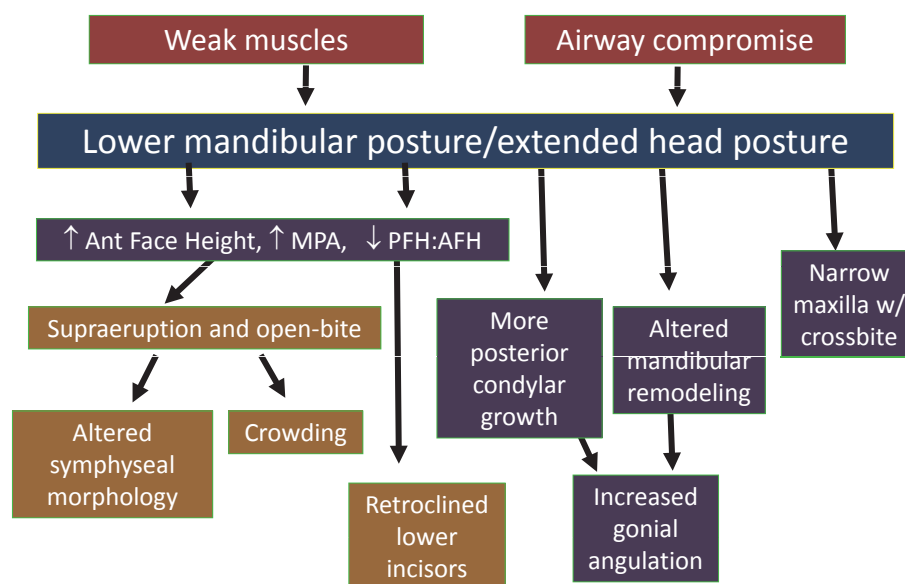 Weak muscles
Airway compromise
Lower mandibular posture/extended head posture
↑ Ant Face Height, ↑ MPA, ↓ PFH:AFH
Narrow
maxilla w/
crossbite
Supraeruption and open-bite
More
posterior
condylar
growth
Altered
mandibular
remodeling
Altered
symphyseal
morphology
Crowding
Retroclined
lower
incisors
Increased
gonial
angulation